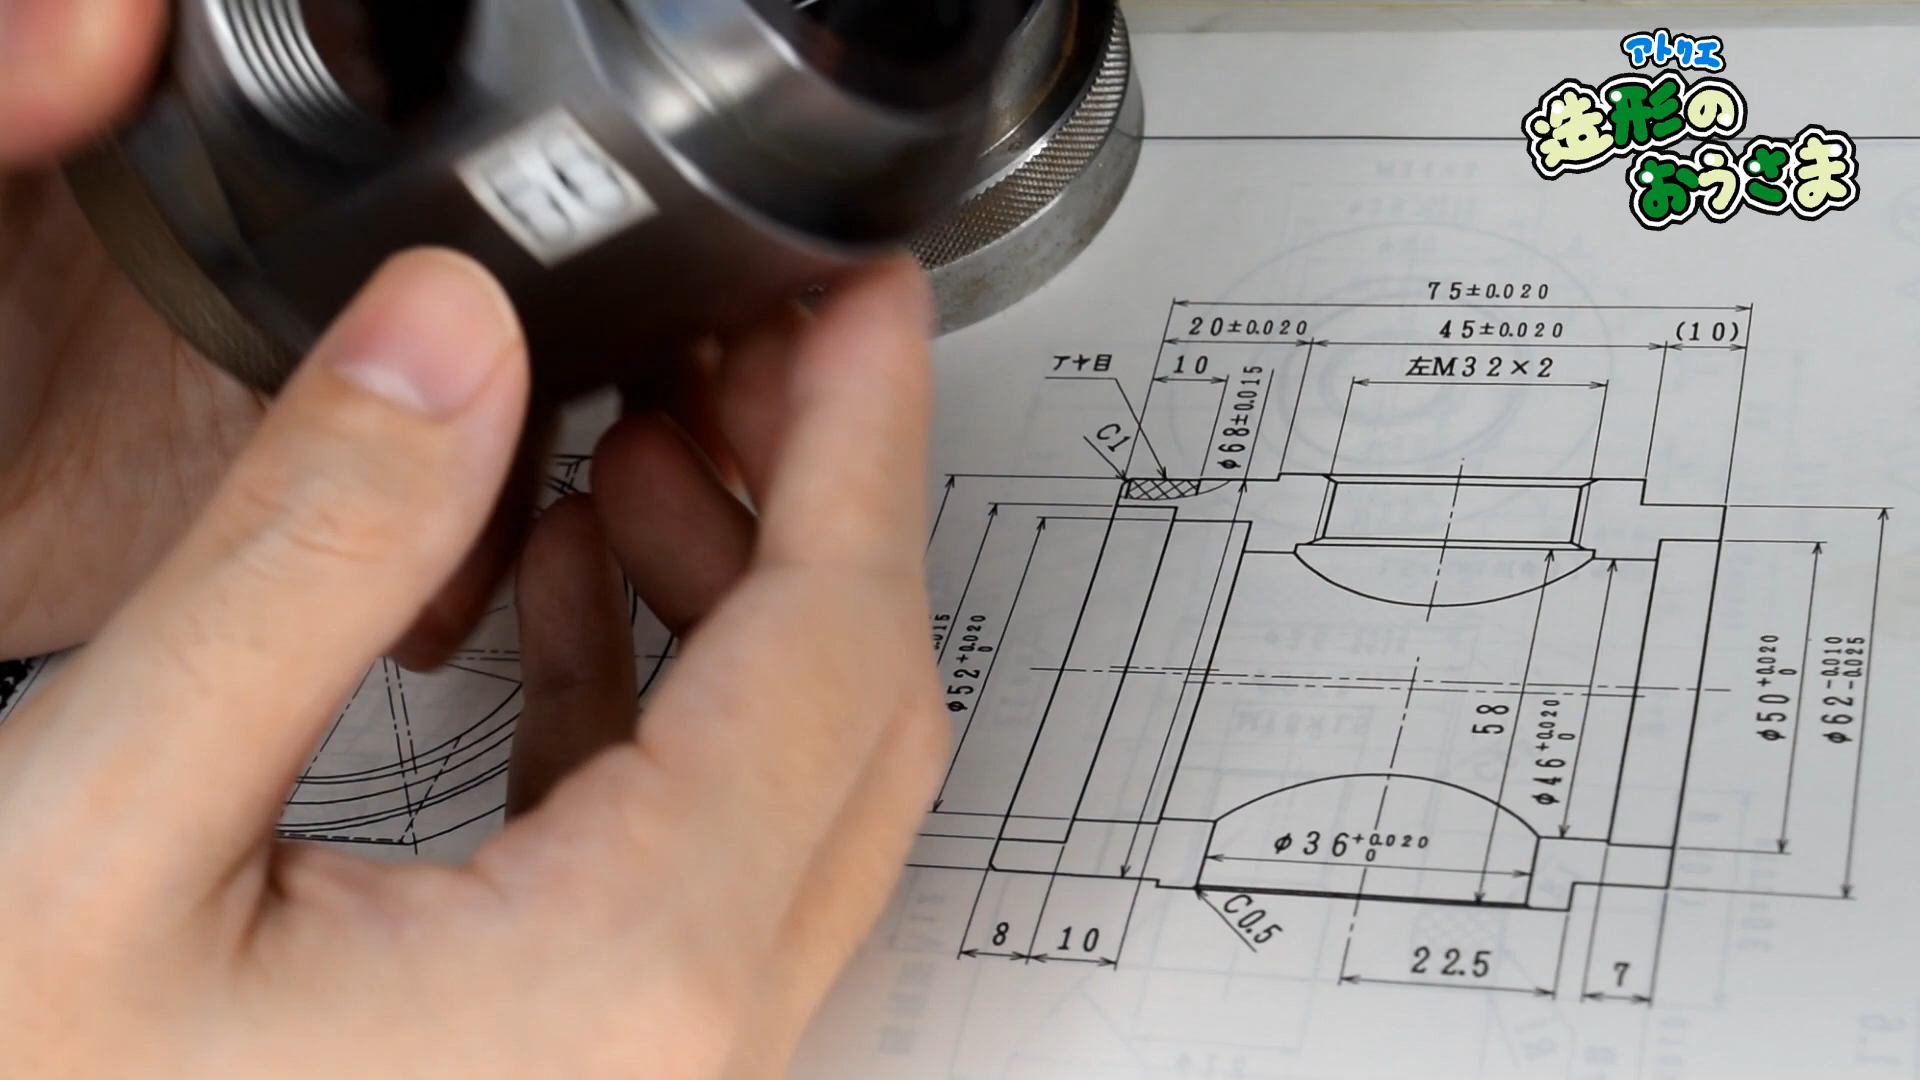 アトリエ
造形の
おうさま
75±0.020
20±0.020
45±0.020
(10)
アヤ目
10
左M32×2
C1
φ68±0.015
φ52+0.020 0
58
φ46+0.020 0
φ50+0.020 0
φ62-0.010 -0.025
φ36+0.020 0
C0.5
8
10
22.5
7